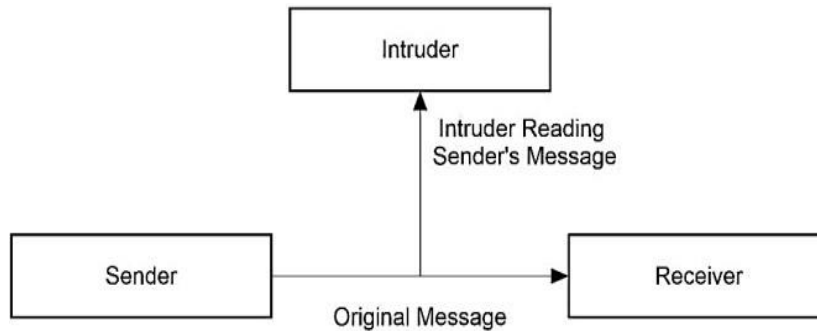 Intruder
Intruder Reading
Sender's Message
Sender
Receiver
Original Message